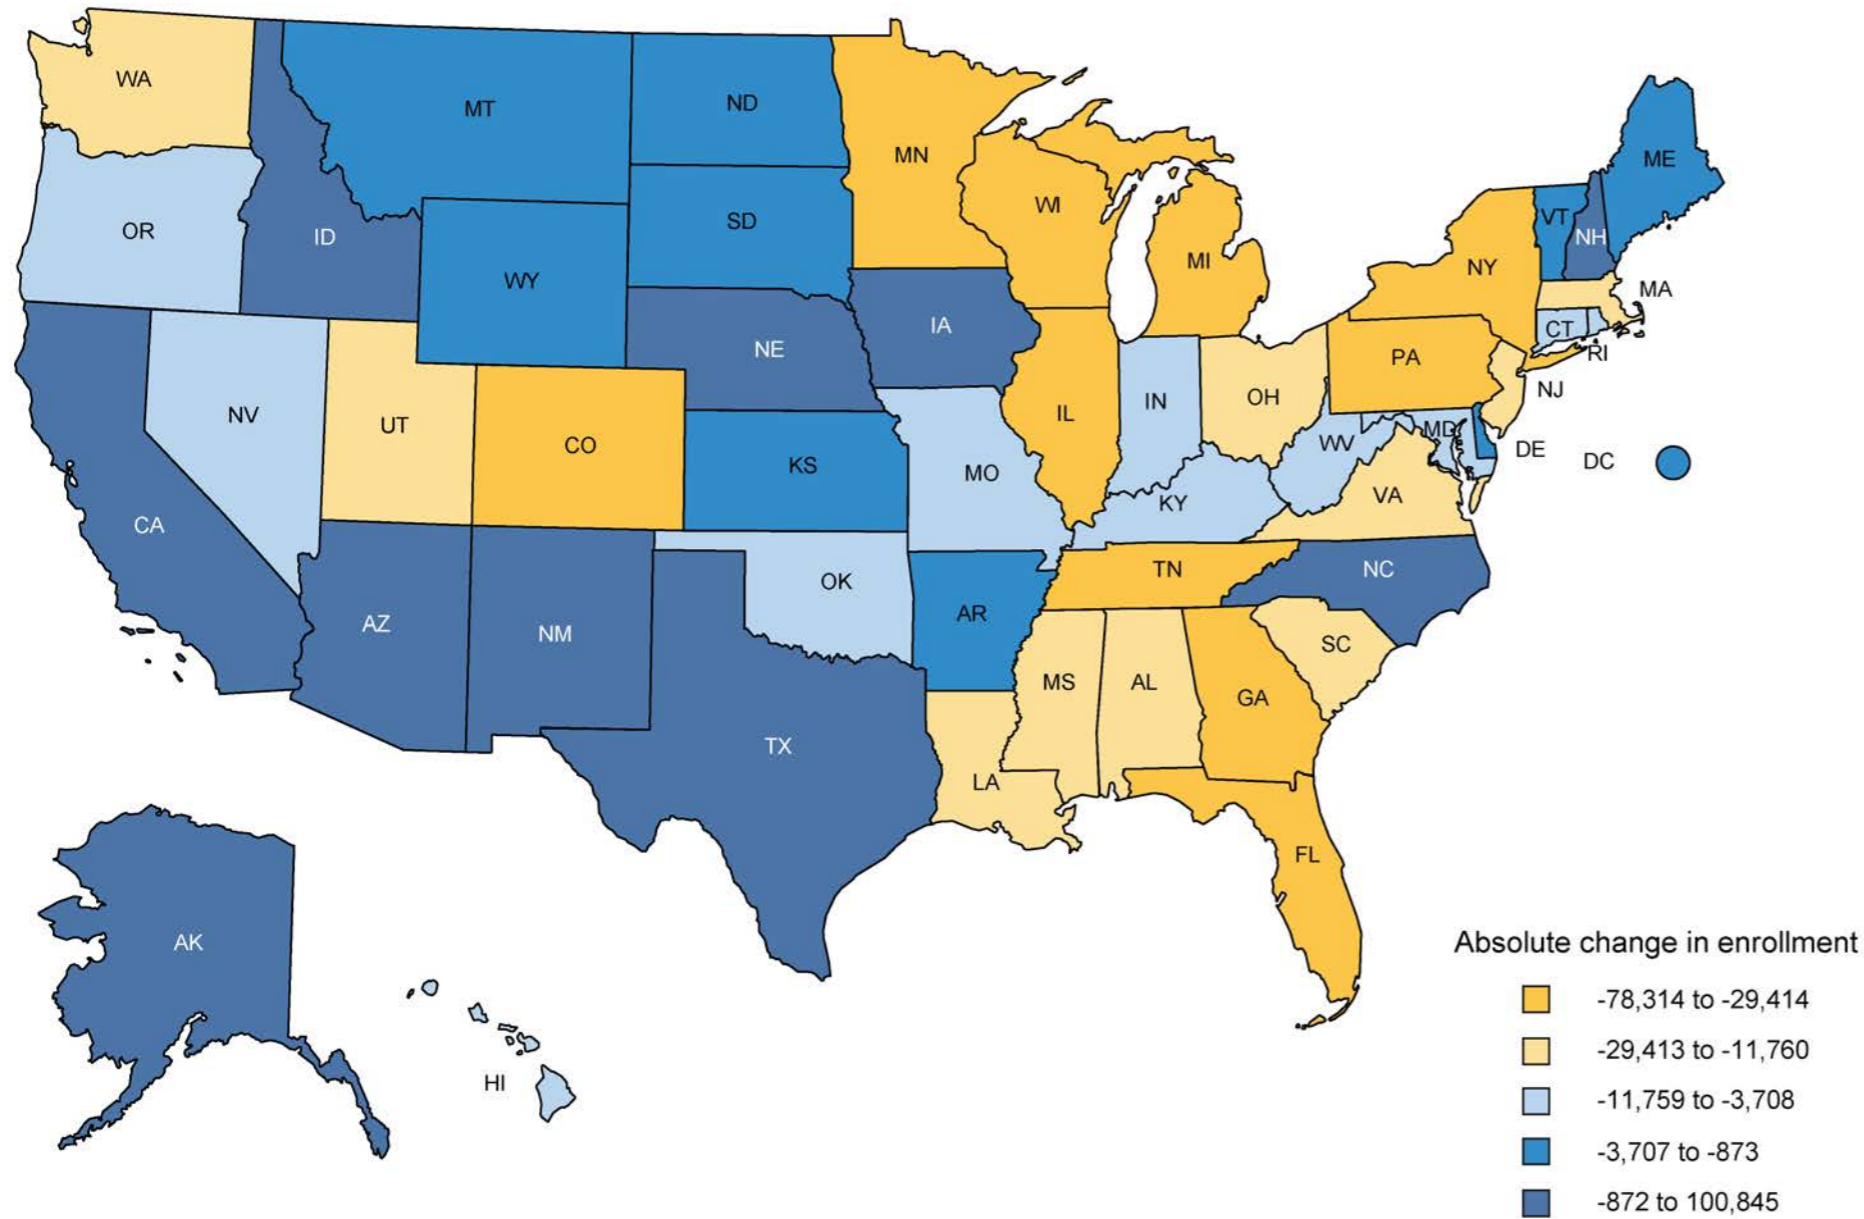 WA
MT
ND
MN
ME
OR
ID
SD
WI
VT
NH
WY
MI
NY
MA
IA
CT
NE
PA
RI
NV
UT
CO
KS
MO
IL
IN
OH
NJ
WV
MD
DE
DC
KY
VA
CA
AZ
NM
OK
AR
TN
NC
SC
MS
AL
GA
TX
LA
FL
AK
HI
Absolute change in enrollment
-78,314 to -29,414
-29,413 to -11,760
-11,759 to -3,708
-3,707 to -873
-872 to 100,845